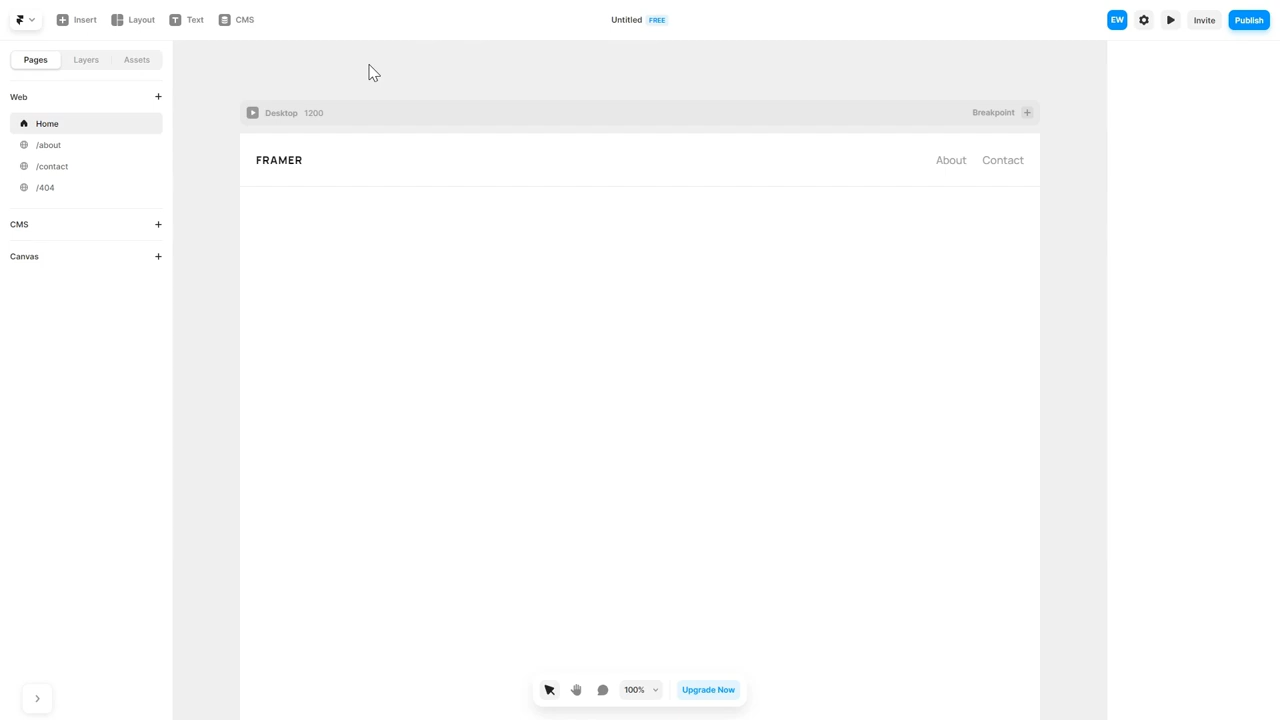 Insert Layout Text CMS Untitled FREE EW Invite Publish
Pages Layers Assets
Web
Home
/about
/contact
/404
CMS
Canvas
Desktop 1200 Breakpoint
FRAMER About Contact
100% Upgrade Now